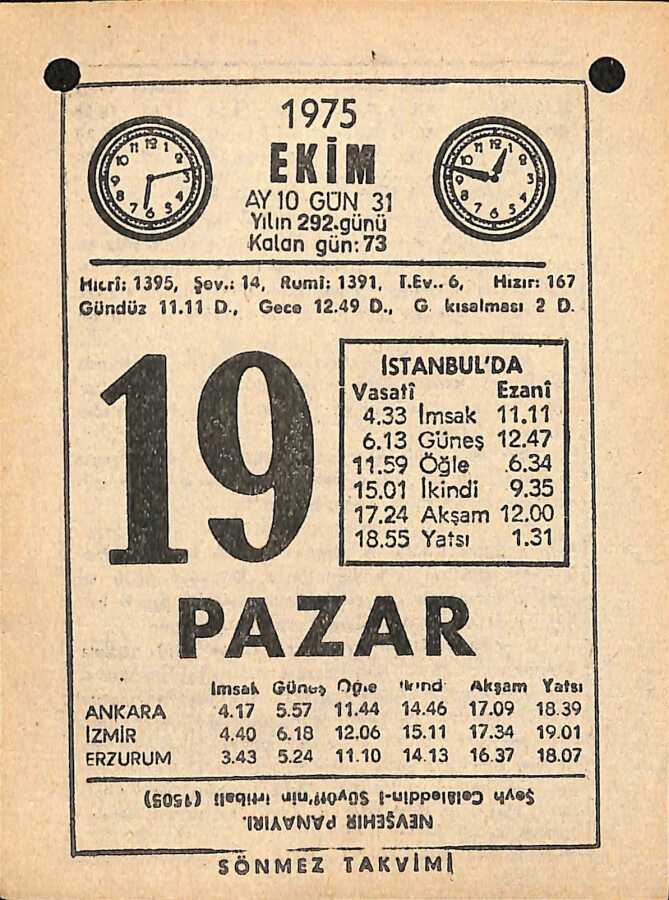 1975
EKİM
AY 10 GÜN 31
Yılın 292.günü
Kalan gün: 73
Hicrî: 1395, Şev.: 14, Rumî: 1391, T.Ev.. 6, Hızır: 167
Gündüz 11.11 D., Gece 12.49 D., G. kısalması 2 D.
19
İSTANBUL'DA
Vasatî Ezanî
4.33 İmsak 11.11
6.13 Güneş 12.47
11.59 Öğle 6.34
15.01 İkindi 9.35
17.24 Akşam 12.00
18.55 Yatsı 1.31
PAZAR
İmsak Güneş Öğle İkindi Akşam Yatsı
ANKARA 4.17 5.57 11.44 14.46 17.09 18.39
İZMİR 4.40 6.18 12.06 15.11 17.34 19.01
ERZURUM 3.43 5.24 11.10 14.13 16.37 18.07
NEVŞEHİR PANAYIRI.
Şeyh Celâleddin-i Süyûtî'nin irtihali (1505)
SÖNMEZ TAKVİMİ